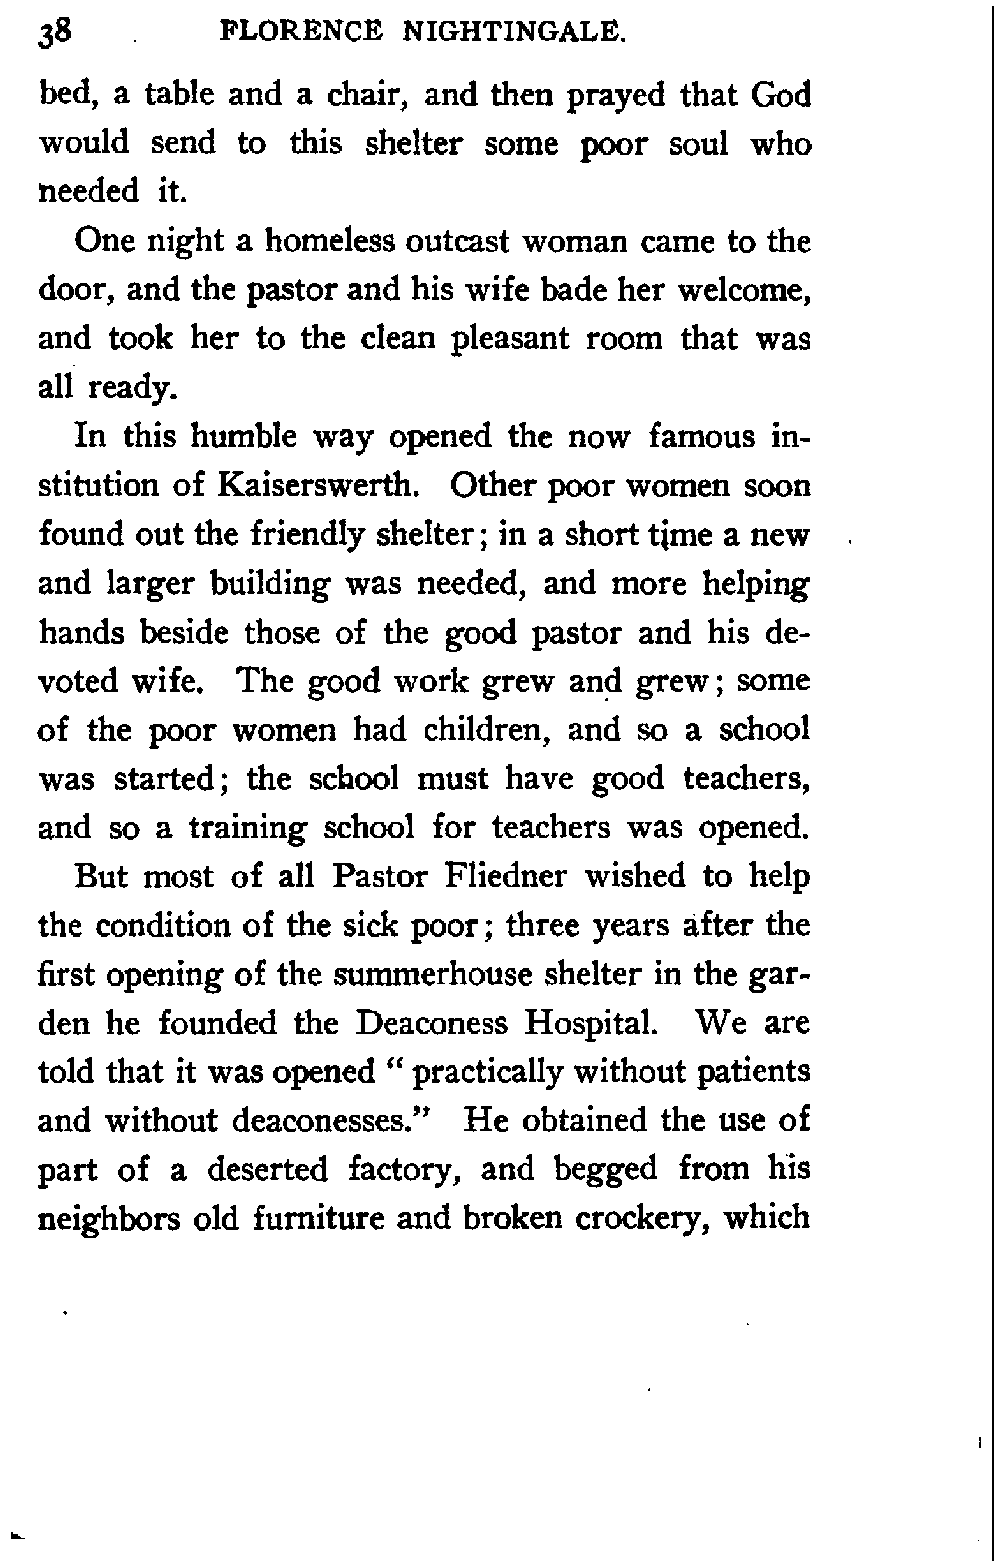 38 FLORENCE NIGHTINGALE.
bed, a table and a chair, and then prayed that God
would send to this shelter some poor soul who
needed it.
One night a homeless outcast woman came to the
door, and the pastor and his wife bade her welcome,
and took her to the clean pleasant room that was
all ready.
In this humble way opened the now famous in-
stitution of Kaiserswerth. Other poor women soon
found out the friendly shelter; in a short time a new
and larger building was needed, and more helping
hands beside those of the good pastor and his de-
voted wife. The good work grew and grew; some
of the poor women had children, and so a school
was started; the school must have good teachers,
and so a training school for teachers was opened.
But most of all Pastor Fliedner wished to help
the condition of the sick poor; three years after the
first opening of the summerhouse shelter in the gar-
den he founded the Deaconess Hospital. We are
told that it was opened "practically without patients
and without deaconesses." He obtained the use of
part of a deserted factory, and begged from his
neighbors old furniture and broken crockery, which